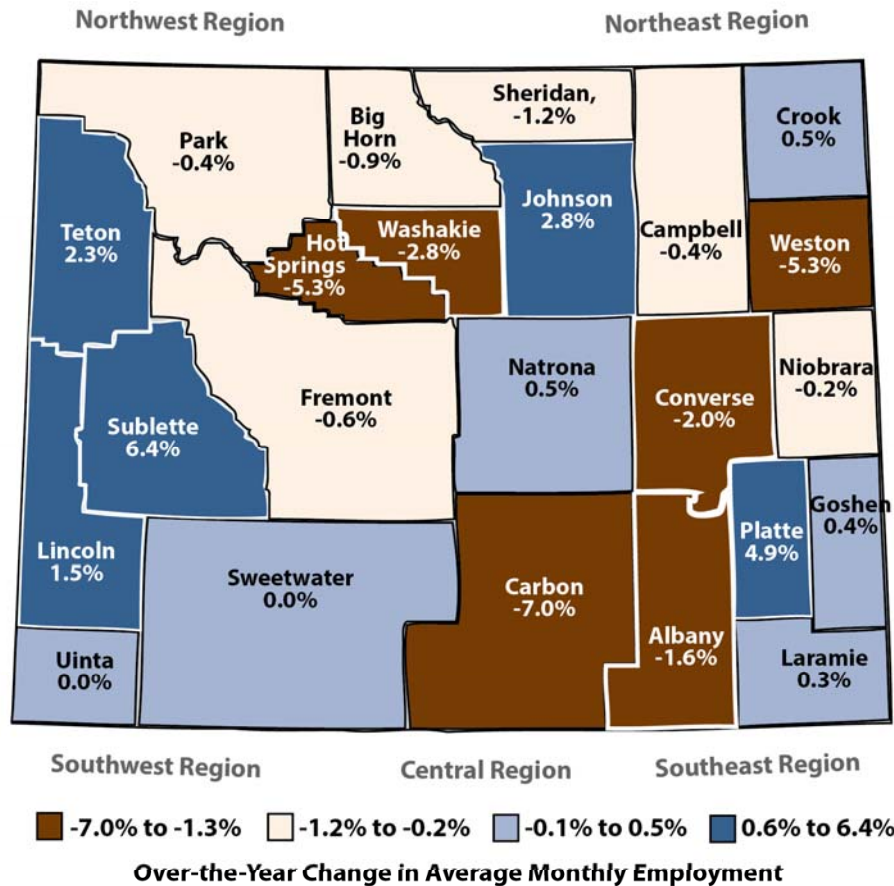 Northwest Region
Northeast Region
Sheridan,
-1.2%
Big
Horn
-0.9%
Crook
0.5%
Park
-0.4%
Johnson
2.8%
Teton
2.3%
Washakie
-2.8%
Campbell
-0.4%
Weston
-5.3%
Hot
Springs
-5.3%
Natrona
0.5%
Niobrara
-0.2%
Fremont
-0.6%
Converse
-2.0%
Sublette
6.4%
Goshen
0.4%
Platte
4.9%
Lincoln
1.5%
Sweetwater
0.0%
Carbon
-7.0%
Albany
-1.6%
Uinta
0.0%
Laramie
0.3%
Southwest Region
Central Region
Southeast Region
-7.0% to -1.3%
-1.2% to -0.2%
-0.1% to 0.5%
0.6% to 6.4%
Over-the-Year Change in Average Monthly Employment